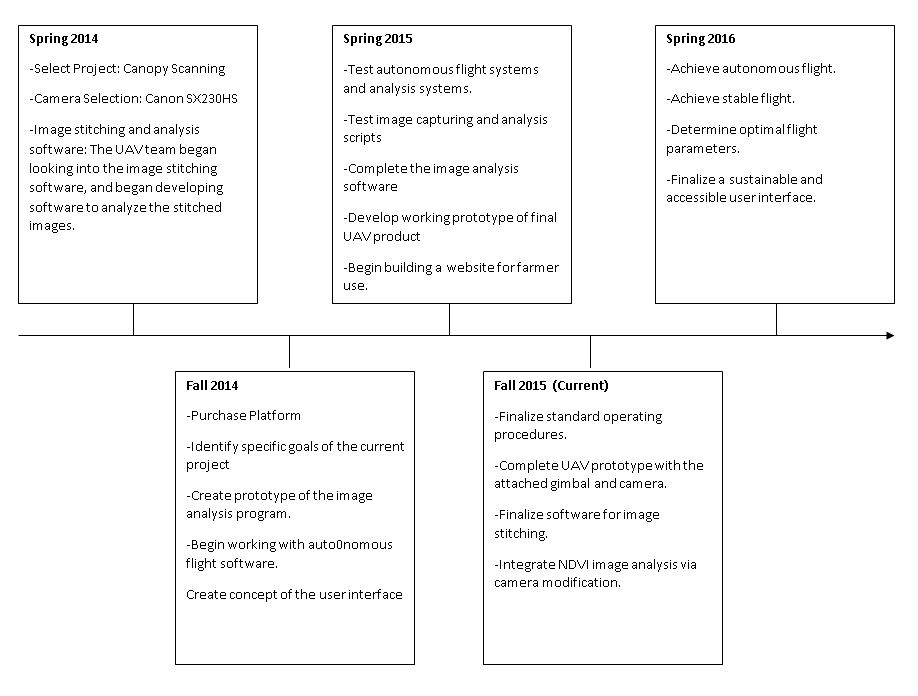 Spring 2014
-Select Project: Canopy Scanning
-Camera Selection: Canon SX230HS
-Image stitching and analysis
software: The UAV team began
looking into the image stitching
software, and began developing
software to analyze the stitched
images.
Spring 2015
-Test autonomous flight systems
and analysis systems.
-Test image capturing and analysis
scripts
-Complete the image analysis
software
-Develop working prototype of final
UAV product
-Begin building a website for farmer
use.
Spring 2016
-Achieve autonomous flight.
-Achieve stable flight.
-Determine optimal flight
parameters.
-Finalize a sustainable and
accessible user interface.
Fall 2014
-Purchase Platform
-Identify specific goals of the current
project
-Create prototype of the image
analysis program.
-Begin working with auto0nomous
flight software.
Create concept of the user interface
Fall 2015 (Current)
-Finalize standard operating
procedures.
-Complete UAV prototype with the
attached gimbal and camera.
-Finalize software for image
stitching.
-Integrate NDVI image analysis via
camera modification.